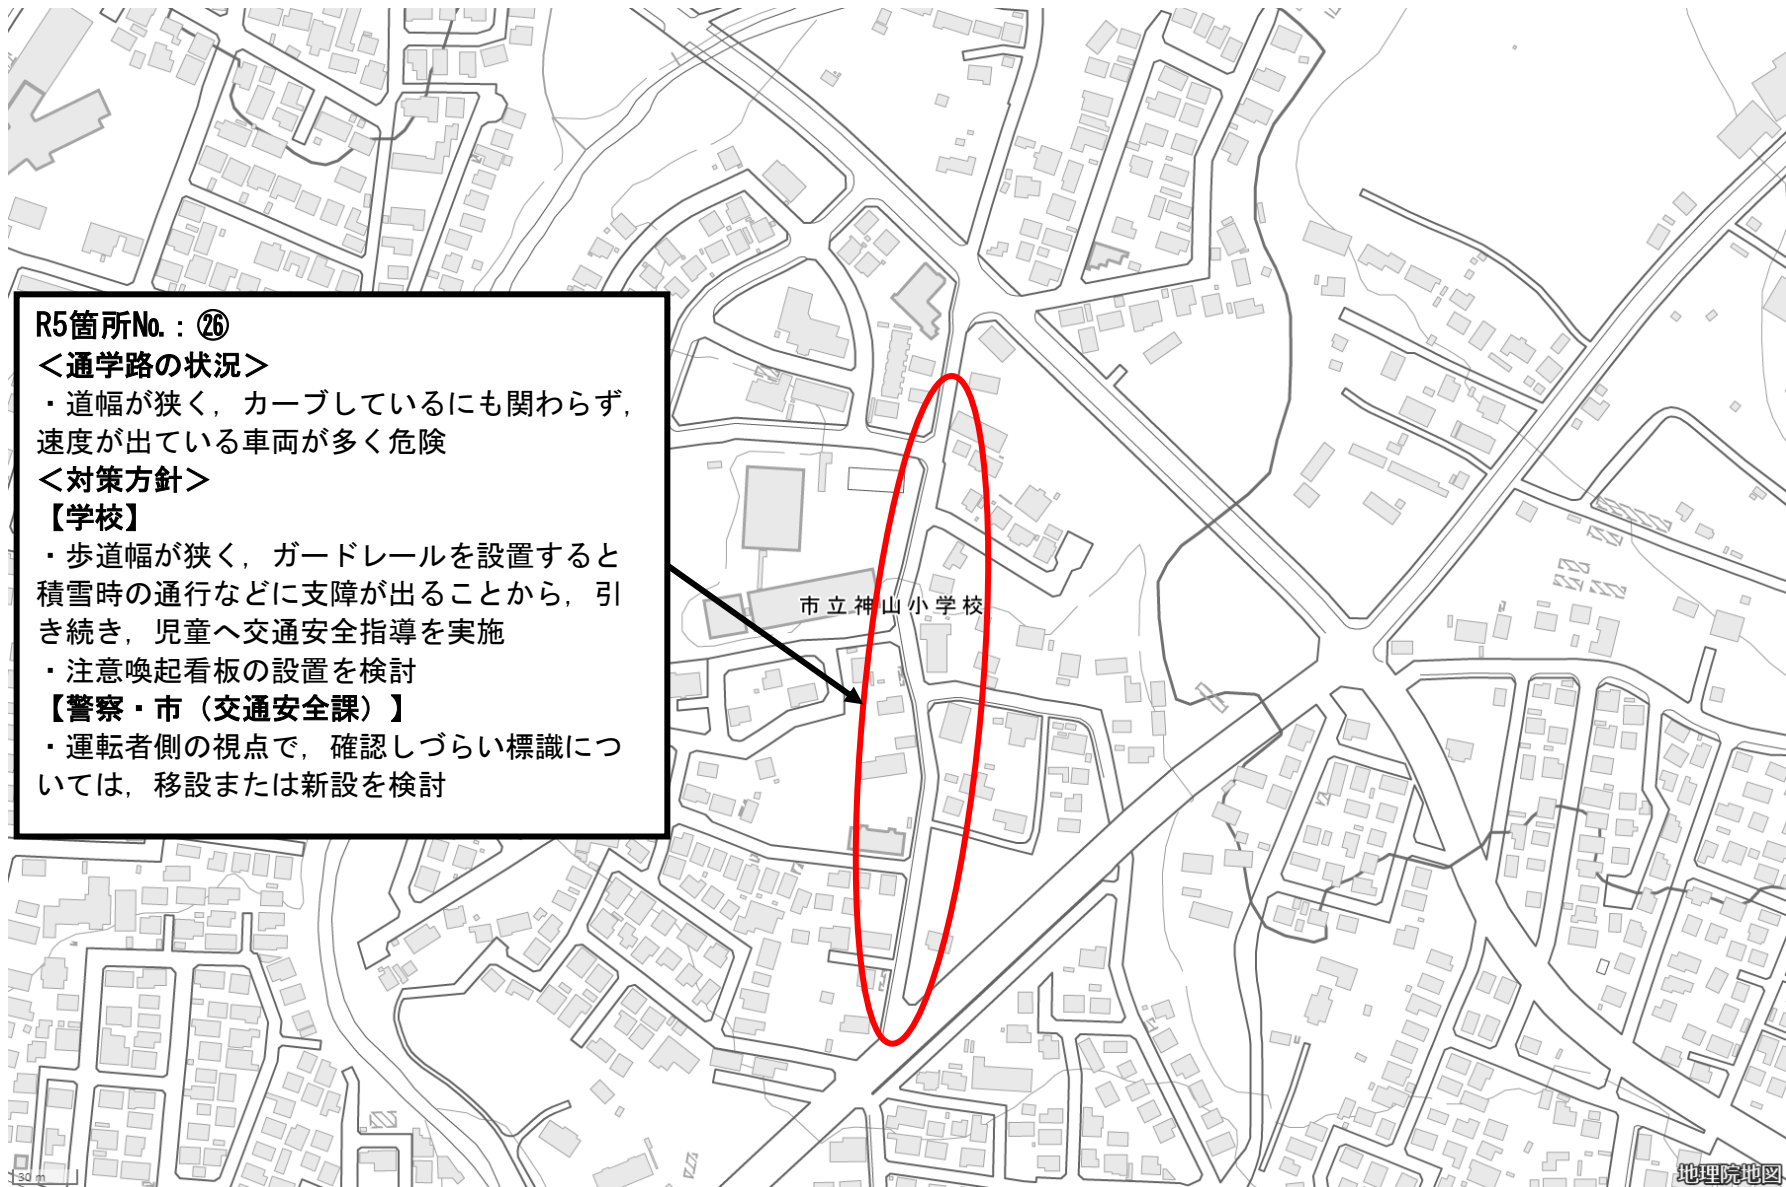 R5箇所№．：㉖
＜通学路の状況＞
・道幅が狭く，カーブしているにも関わらず，
速度が出ている車両が多く危険
＜対策方針＞
【学校】
・歩道幅が狭く，ガードレールを設置すると
積雪時の通行などに支障が出ることから，引
き続き，児童へ交通安全指導を実施
・注意喚起看板の設置を検討
【警察・市（交通安全課）】
・運転者側の視点で，確認しづらい標識につ
いては，移設または新設を検討
市立神山小学校
30 m
地理院地図